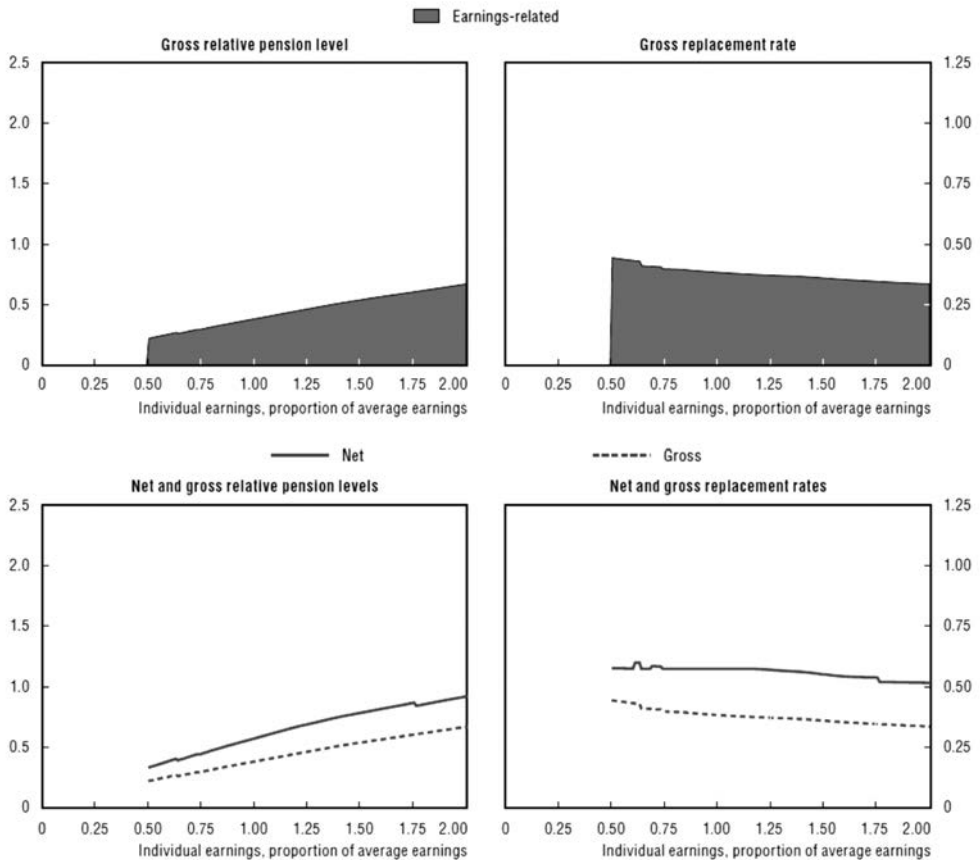 Earnings-related
Gross relative pension level
2.5
2.0
1.5
1.0
0.5
0
0 0.25 0.50 0.75 1.00 1.25 1.50 1.75 2.00
Individual earnings, proportion of average earnings
Gross replacement rate
1.25
1.00
0.75
0.50
0.25
0
0 0.25 0.50 0.75 1.00 1.25 1.50 1.75 2.00
Individual earnings, proportion of average earnings
Net Gross
Net and gross relative pension levels
2.5
2.0
1.5
1.0
0.5
0
0 0.25 0.50 0.75 1.00 1.25 1.50 1.75 2.00
Individual earnings, proportion of average earnings
Net and gross replacement rates
1.25
1.00
0.75
0.50
0.25
0
0 0.25 0.50 0.75 1.00 1.25 1.50 1.75 2.00
Individual earnings, proportion of average earnings